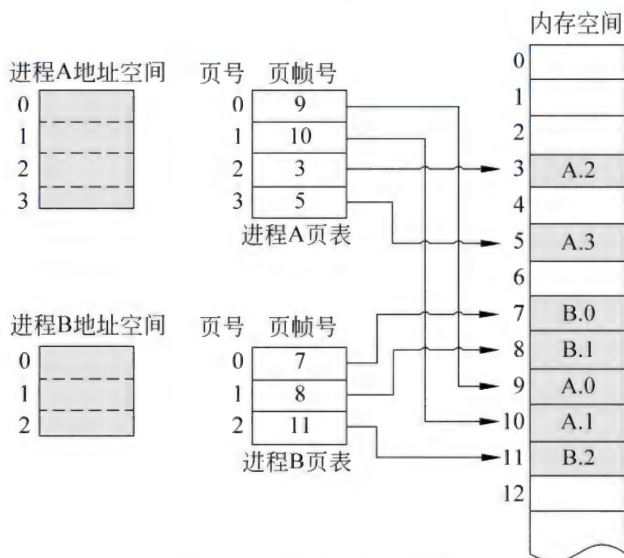 内存空间
进程A地址空间 页号 页帧号
0
1
2
3
0 9
1 10
2 3
3 5
进程A页表
进程B地址空间 页号 页帧号
0
1
2
0 7
1 8
2 11
进程B页表
0
1
2
3 A.2
4
5 A.3
6
7 B.0
8 B.1
9 A.0
10 A.1
11 B.2
12